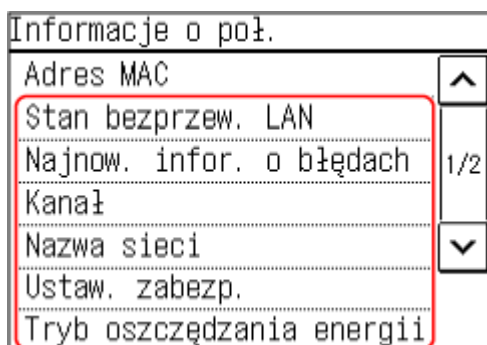 Informacje o poł.
Adres MAC
Stan bezprzew. LAN
Najnow. infor. o błędach
1/2
Kanał
Nazwa sieci
Ustaw. zabezp.
Tryb oszczędzania energii